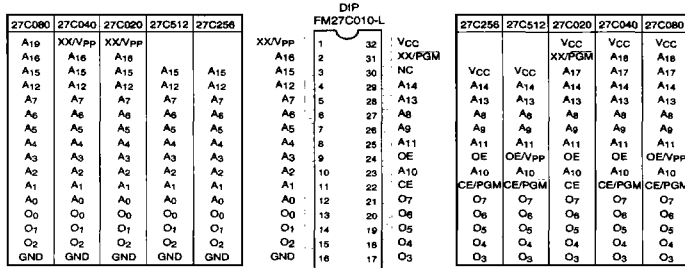 DIP
FM27C010-L
27C080 27C040 27C020 27C512 27C256 27C256 27C512 27C020 27C040 27C080
A19 XX/VPP XX/VPP XX/VPP 1 32 VCC VCC VCC VCC
A16 A16 A16 A16 2 31 XX/PGM XX/PGM A18 A18
A15 A15 A15 A15 A15 A15 3 30 NC VCC VCC A17 A17 A17
A12 A12 A12 A12 A12 A12 4 29 A14 A14 A14 A14 A14 A14
A7 A7 A7 A7 A7 A7 5 28 A13 A13 A13 A13 A13 A13
A6 A6 A6 A6 A6 A6 6 27 A8 A8 A8 A8 A8 A8
A5 A5 A5 A5 A5 A5 7 26 A9 A9 A9 A9 A9 A9
A4 A4 A4 A4 A4 A4 8 25 A11 A11 A11 A11 A11 A11
A3 A3 A3 A3 A3 A3 9 24 OE OE OE/VPP OE OE OE/VPP
A2 A2 A2 A2 A2 A2 10 23 A10 A10 A10 A10 A10 A10
A1 A1 A1 A1 A1 A1 11 22 CE CE/PGM CE/PGM CE CE/PGM CE/PGM
A0 A0 A0 A0 A0 A0 12 21 O7 O7 O7 O7 O7 O7
O0 O0 O0 O0 O0 O0 13 20 O6 O6 O6 O6 O6 O6
O1 O1 O1 O1 O1 O1 14 19 O5 O5 O5 O5 O5 O5
O2 O2 O2 O2 O2 O2 15 18 O4 O4 O4 O4 O4 O4
GND GND GND GND GND GND 16 17 O3 O3 O3 O3 O3 O3